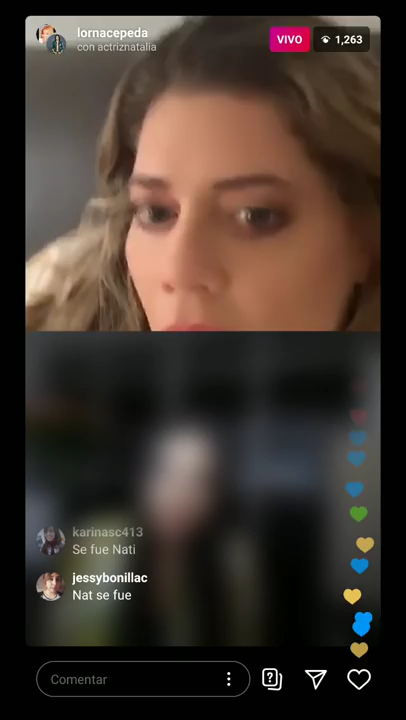 lornacepeda
con actriznatalia
VIVO
1,263
karinasc413
Se fue Nati
jessybonillac
Nat se fue
Comentar